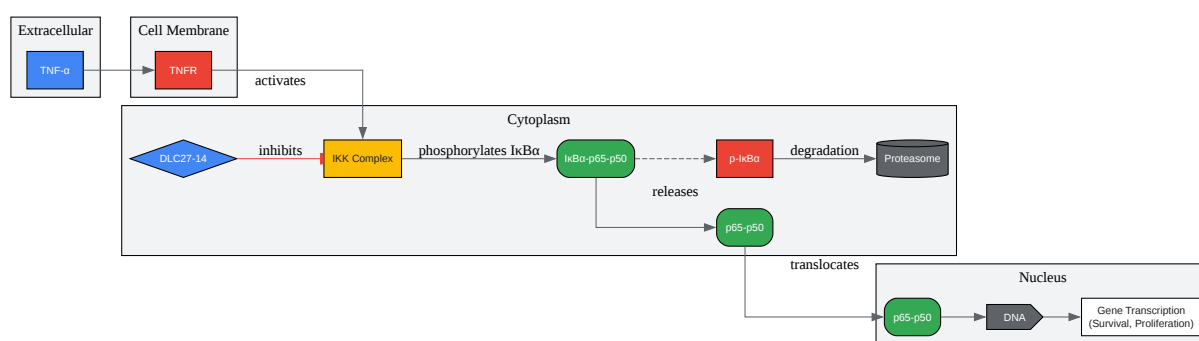 Extracellular
Cell Membrane
TNF-α
TNFR
activates
Cytoplasm
DLC27-14
inhibits
IKK Complex
phosphorylates IκBα
IκBα-p65-p50
p-IκBα
degradation
Proteasome
releases
p65-p50
translocates
Nucleus
p65-p50
DNA
Gene Transcription
(Survival, Proliferation)